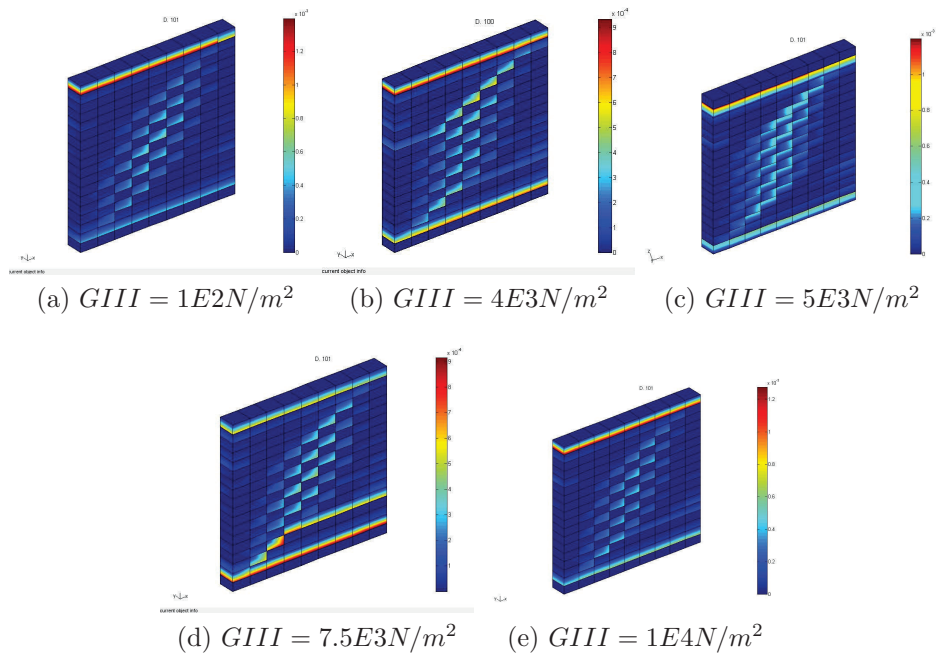 D. 101
x 10⁻³
1.2
1
0.8
0.6
0.4
0.2
0
current object info
(a) GIII = 1E2N/m²
D. 100
x 10⁻⁴
9
8
7
6
5
4
3
2
1
0
current object info
(b) GIII = 4E3N/m²
D. 101
1
0.8
0.6
0.4
0.2
0
(c) GIII = 5E3N/m²
D. 101
x 10⁻⁴
9
8
7
6
5
4
3
2
1
current object info
(d) GIII = 7.5E3N/m²
D. 101
1.2
1
0.8
0.6
0.4
0.2
0
(e) GIII = 1E4N/m²